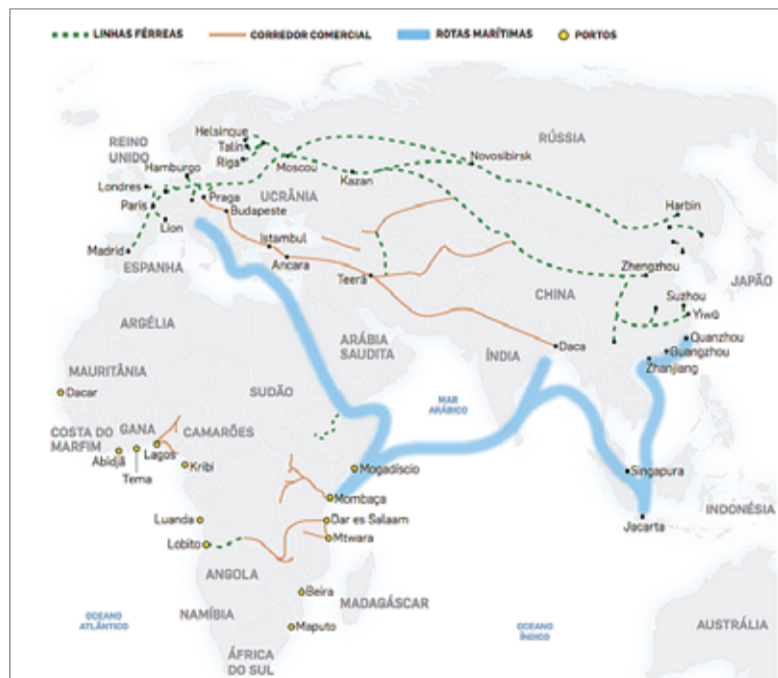 LINHAS FÉRREAS
CORREDOR COMERCIAL
ROTAS MARÍTIMAS
PORTOS
Helsinque
REINO
UNIDO
Talin
Riga
RÚSSIA
Hamburgo
Moscou
Novosibirsk
Kazan
Londres
Praga
UCRÂNIA
Paris
Budapeste
Harbin
Lion
Istambul
Madrid
Ancara
ESPANHA
Teerã
Zhengzhou
CHINA
JAPÃO
Suzhou
Yiwú
ARGÉLIA
ARÁBIA
SAUDITA
ÍNDIA
Daca
Quanzhou
Guangzhou
Zhanjiang
MAURITÂNIA
Dacar
SUDÃO
MAR
ARÁBICO
COSTA DO
MARFIM
GANA
CAMARÕES
Abidjã
Lagos
Tema
Kribi
Mogadíscio
Singapura
Mombaça
INDONÉSIA
Luanda
Dar es Salaam
Jacarta
Lobito
Mtwara
ANGOLA
Beira
MADAGÁSCAR
OCEANO
ATLÂNTICO
NAMÍBIA
Maputo
OCEANO
ÍNDICO
AUSTRÁLIA
ÁFRICA
DO SUL